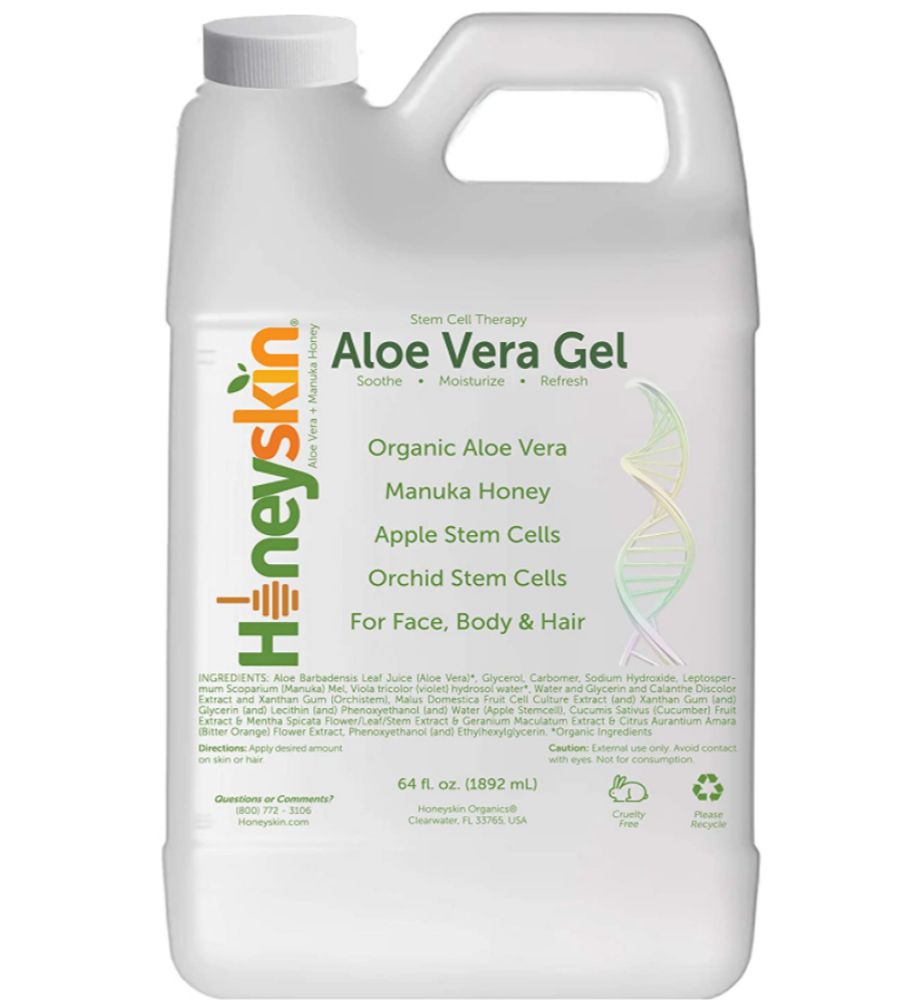 Honeyskin®
Aloe Vera + Manuka Honey
Stem Cell Therapy
Aloe Vera Gel
Soothe • Moisturize • Refresh
Organic Aloe Vera
Manuka Honey
Apple Stem Cells
Orchid Stem Cells
For Face, Body & Hair
INGREDIENTS: Aloe Barbadensis Leaf Juice (Aloe Vera)*, Glycerol, Carbomer, Sodium Hydroxide, Leptosper-
mum Scoparium (Manuka) Mel, Viola tricolor (violet) hydrosol water*, Water and Glycerin and Calanthe Discolor
Extract and Xanthan Gum (Orchistem), Malus Domestica Fruit Cell Culture Extract (and) Xanthan Gum (and)
Glycerin (and) Lecithin (and) Phenoxyethanol (and) Water (Apple Stemcell), Cucumis Sativus (Cucumber) Fruit
Extract & Mentha Spicata Flower/Leaf/Stem Extract & Geranium Maculatum Extract & Citrus Aurantium Amara
(Bitter Orange) Flower Extract, Phenoxyethanol (and) Ethylhexylglycerin. *Organic Ingredients
Directions: Apply desired amount
on skin or hair.
Caution: External use only. Avoid contact
with eyes. Not for consumption.
64 fl. oz. (1892 mL)
Questions or Comments?
(800) 772 - 3106
Honeyskin.com
Honeyskin Organics®
Clearwater, FL 33765, USA
Cruelty
Free
Please
Recycle